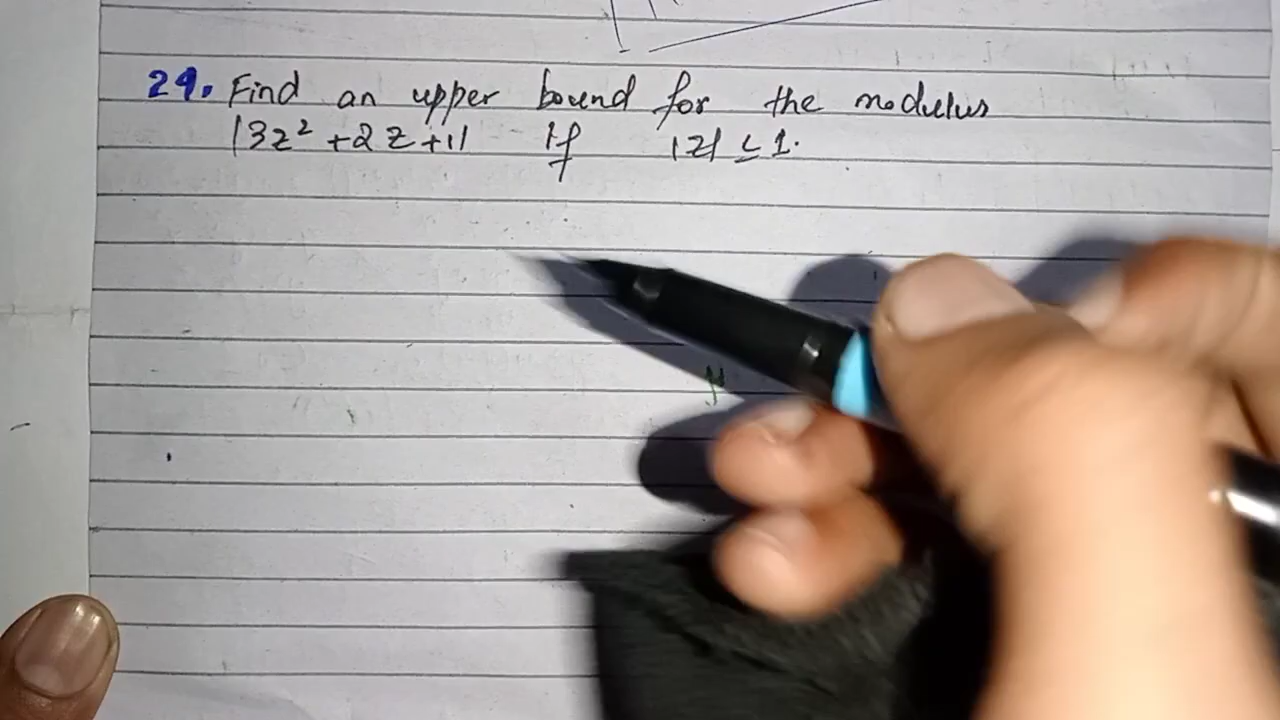 29. Find an upper bound for the modulus
|3z² + 2z + 1| if |z| ≤ 1.